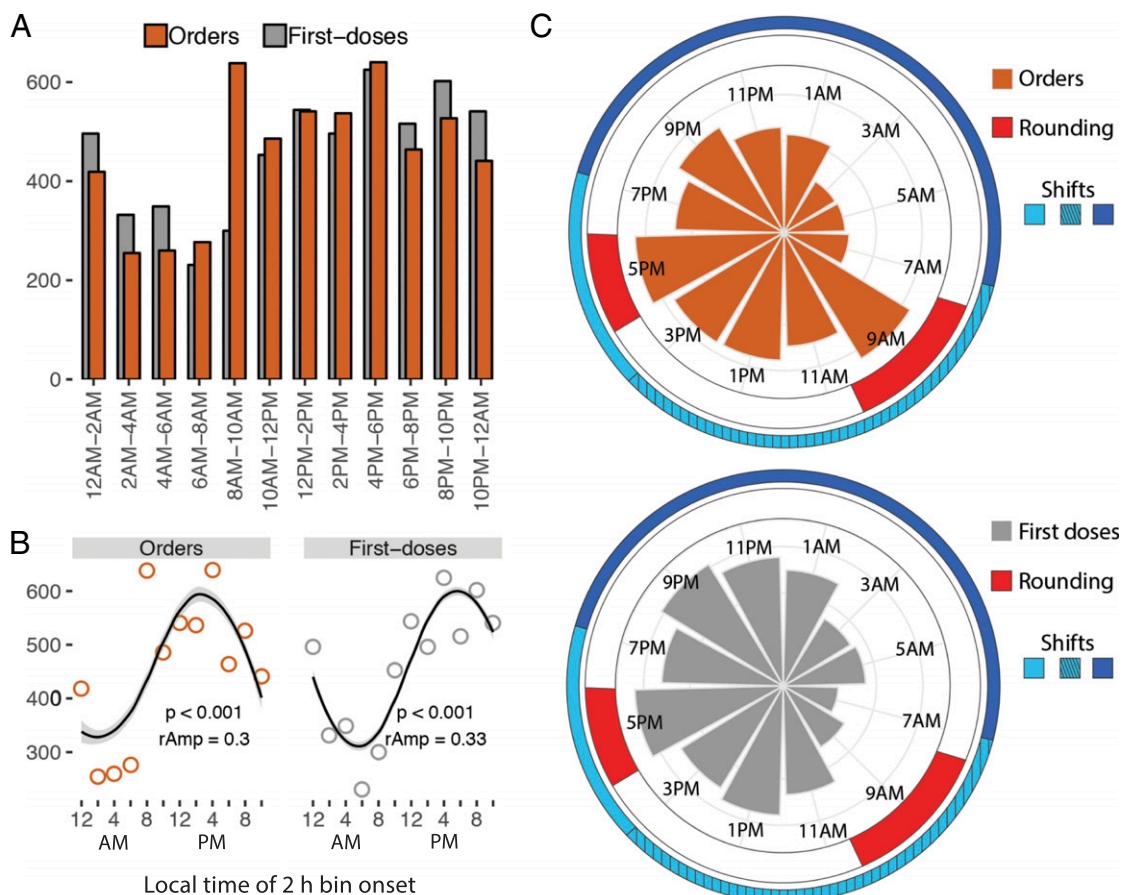 A
Orders First-doses
600
400
200
0
12AM-2AM
2AM-4AM
4AM-6AM
6AM-8AM
8AM-10AM
10AM-12PM
12PM-2PM
2PM-4PM
4PM-6PM
6PM-8PM
8PM-10PM
10PM-12AM
B
Orders
First-doses
600
500
400
300
p < 0.001
rAmp = 0.3
p < 0.001
rAmp = 0.33
12 4 8 12 4 8
AM PM
12 4 8 12 4 8
AM PM
Local time of 2 h bin onset
C
11PM
1AM
3AM
5AM
7AM
9AM
11AM
1PM
3PM
5PM
7PM
9PM
Orders
Rounding
Shifts
11PM
1AM
3AM
5AM
7AM
9AM
11AM
1PM
3PM
5PM
7PM
9PM
First doses
Rounding
Shifts